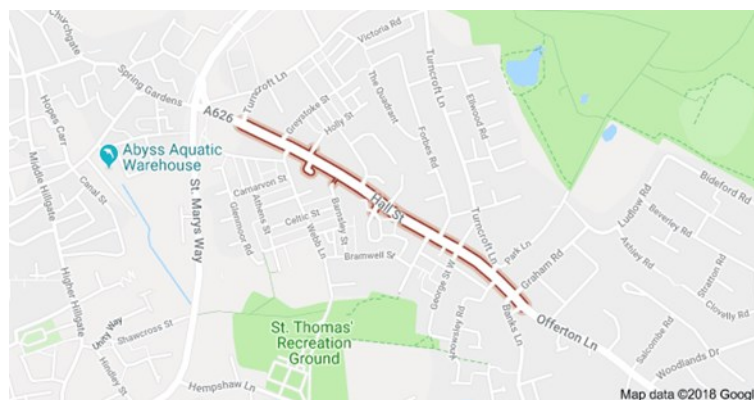 Churchgate
Spring Gardens
A626
Turncroft Ln
Victoria Rd
Greystoke St
Holly St
The Quadrant
Turncroft Ln
Ellwood Rd
Forbes Rd
Hopes Carr
Abyss Aquatic
Warehouse
Middle Hillgate
Canal St
St. Marys Way
Carnarvon St
Glenmoor Rd
Athens St
Celtic St
Webb Ln
Barnsley St
Hall St
Bramwell St
Turncroft Ln
Park Ln
Graham Rd
George St W
Knowsley Rd
Banks Ln
Offerton Ln
Bideford Rd
Ludlow Rd
Beverley Rd
Ashley Rd
Stratton Rd
Clovelly Rd
Salcombe Rd
Woodlands Dr
Higher Hillgate
Unity Way
Shawcross St
Hindley St
St. Thomas'
Recreation
Ground
Hempshaw Ln
Map data ©2018 Googl